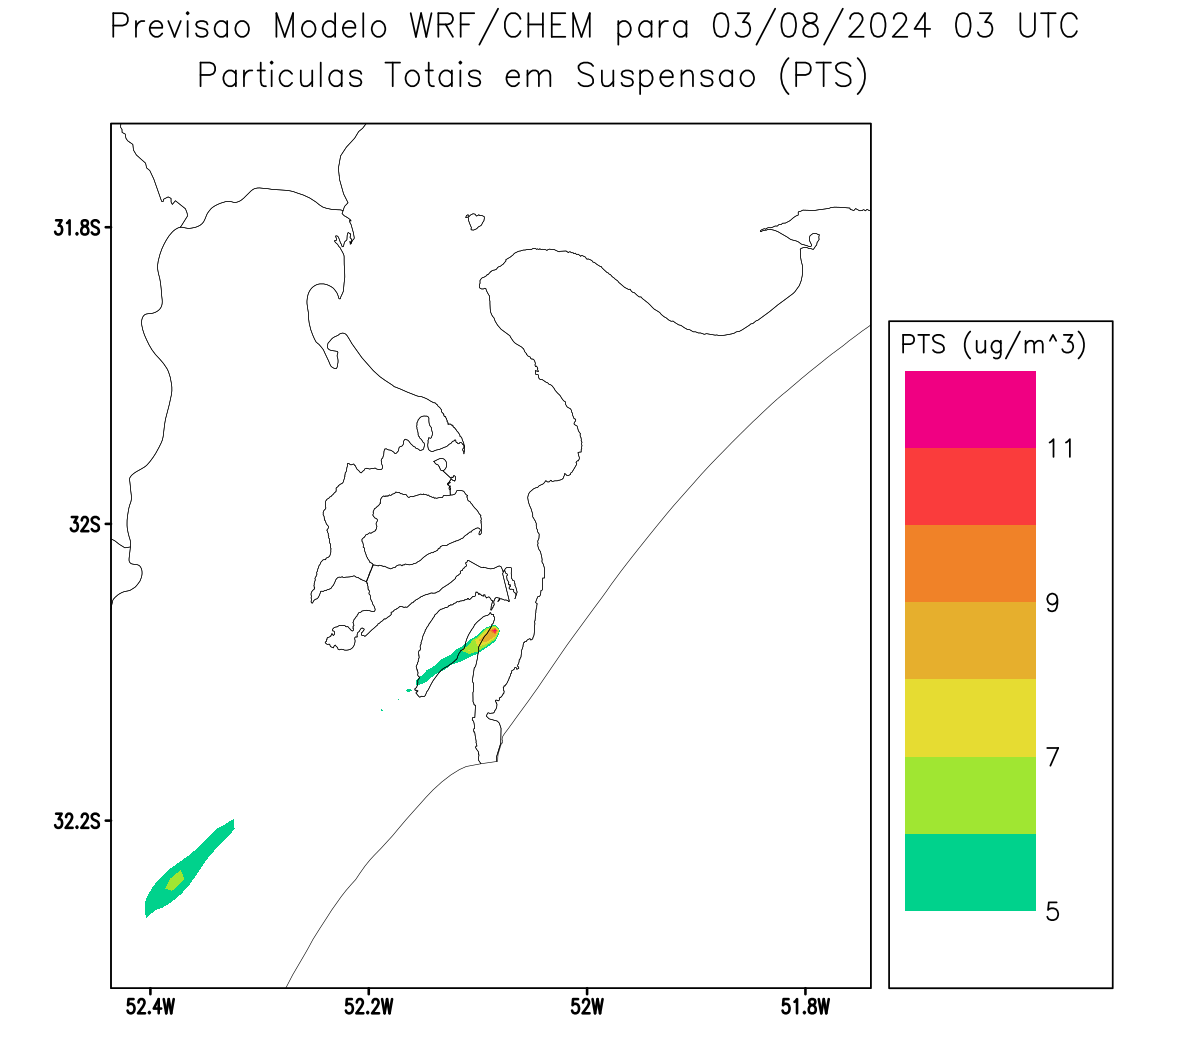 Previsao Modelo WRF/CHEM para 03/08/2024 03 UTC
Particulas Totais em Suspensao (PTS)
31.8S
32S
32.2S
52.4W
52.2W
52W
51.8W
PTS (ug/m^3)
11
9
7
5